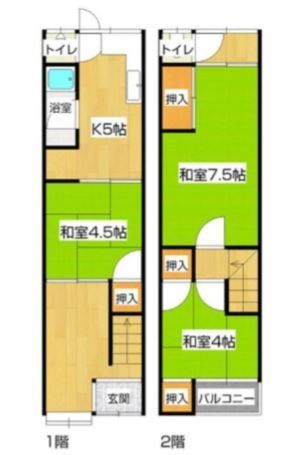 トイレ
浴室
K5帖
和室4.5帖
押入
玄関
1階
トイレ
押入
和室7.5帖
押入
和室4帖
押入
バルコニー
2階